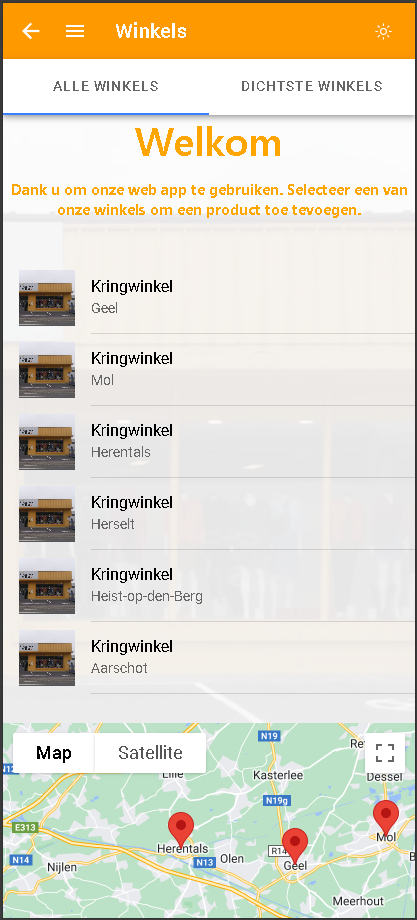 Winkels
ALLE WINKELS
DICHTSTE WINKELS
Welkom
Dank u om onze web app te gebruiken. Selecteer een van
onze winkels om een product toe tevoegen.
Kringwinkel
Geel
Kringwinkel
Mol
Kringwinkel
Herentals
Kringwinkel
Herselt
Kringwinkel
Heist-op-den-Berg
Kringwinkel
Aarschot
Map
Satellite
N19
Lille
Kasterlee
Dessel
N19g
E313
Herentals
Mol
R14
N14
N13
Olen
Geel
Nijlen
Meerhout